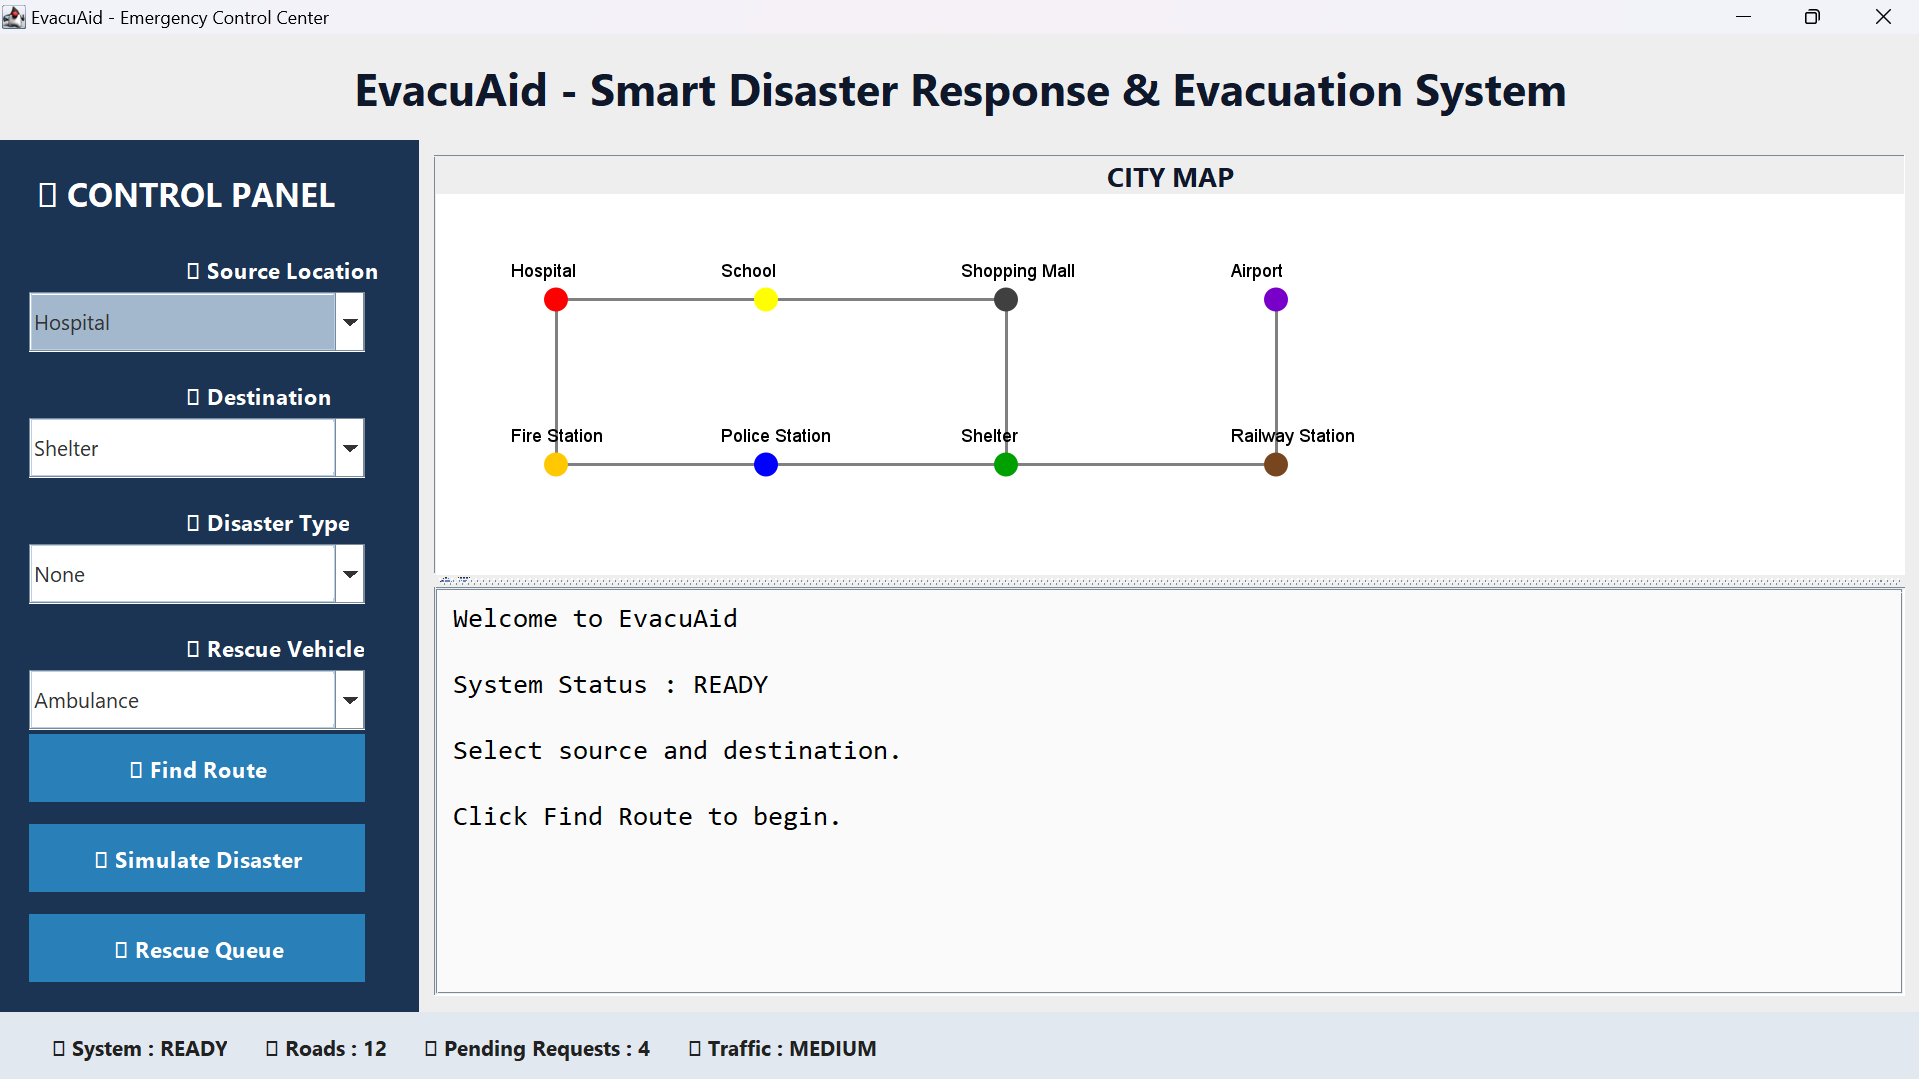 EvacuAid - Emergency Control Center
EvacuAid - Smart Disaster Response & Evacuation System
CONTROL PANEL
Source Location
Hospital
Destination
Shelter
Disaster Type
None
Rescue Vehicle
Ambulance
Find Route
Simulate Disaster
Rescue Queue
CITY MAP
Hospital School Shopping Mall Airport
Fire Station Police Station Shelter Railway Station
Welcome to EvacuAid
System Status : READY
Select source and destination.
Click Find Route to begin.
System : READY Roads : 12 Pending Requests : 4 Traffic : MEDIUM